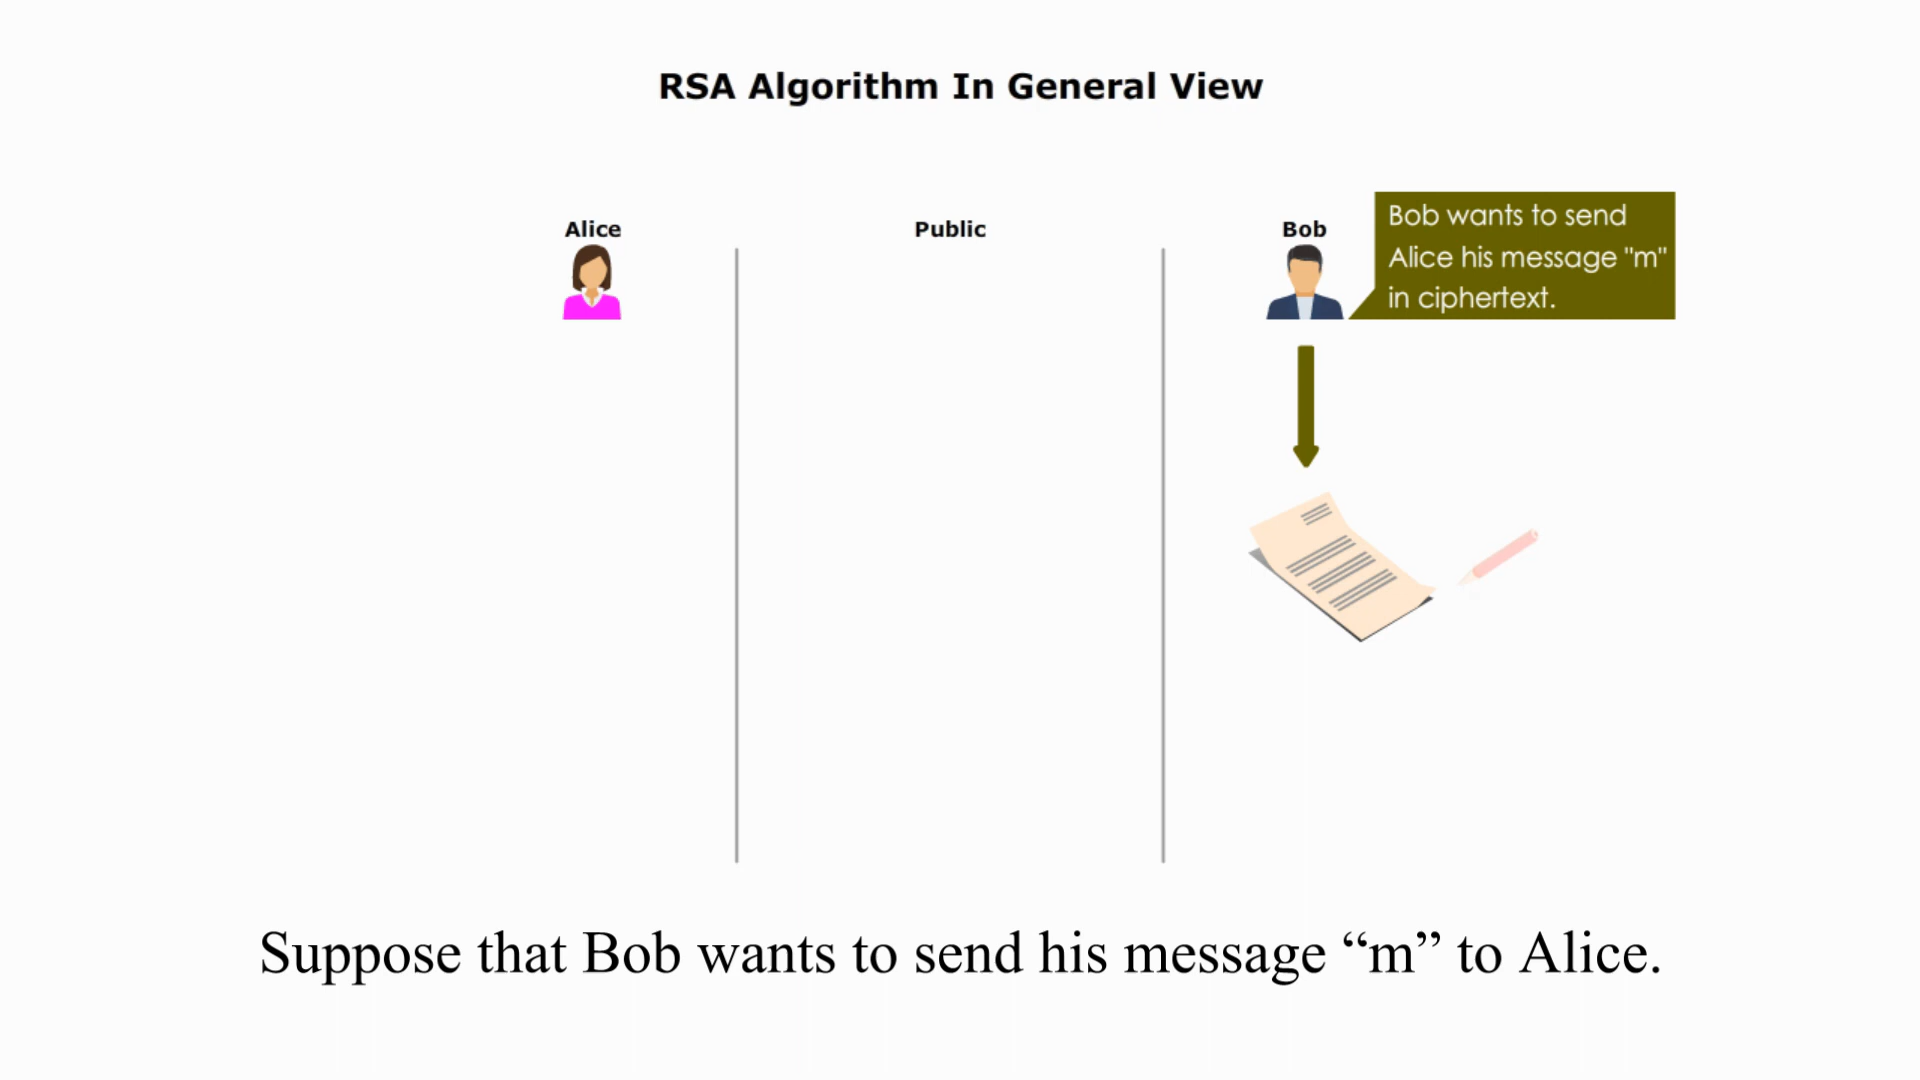 RSA Algorithm In General View
Alice
Public
Bob
Bob wants to send
Alice his message "m"
in ciphertext.
Suppose that Bob wants to send his message “m” to Alice.